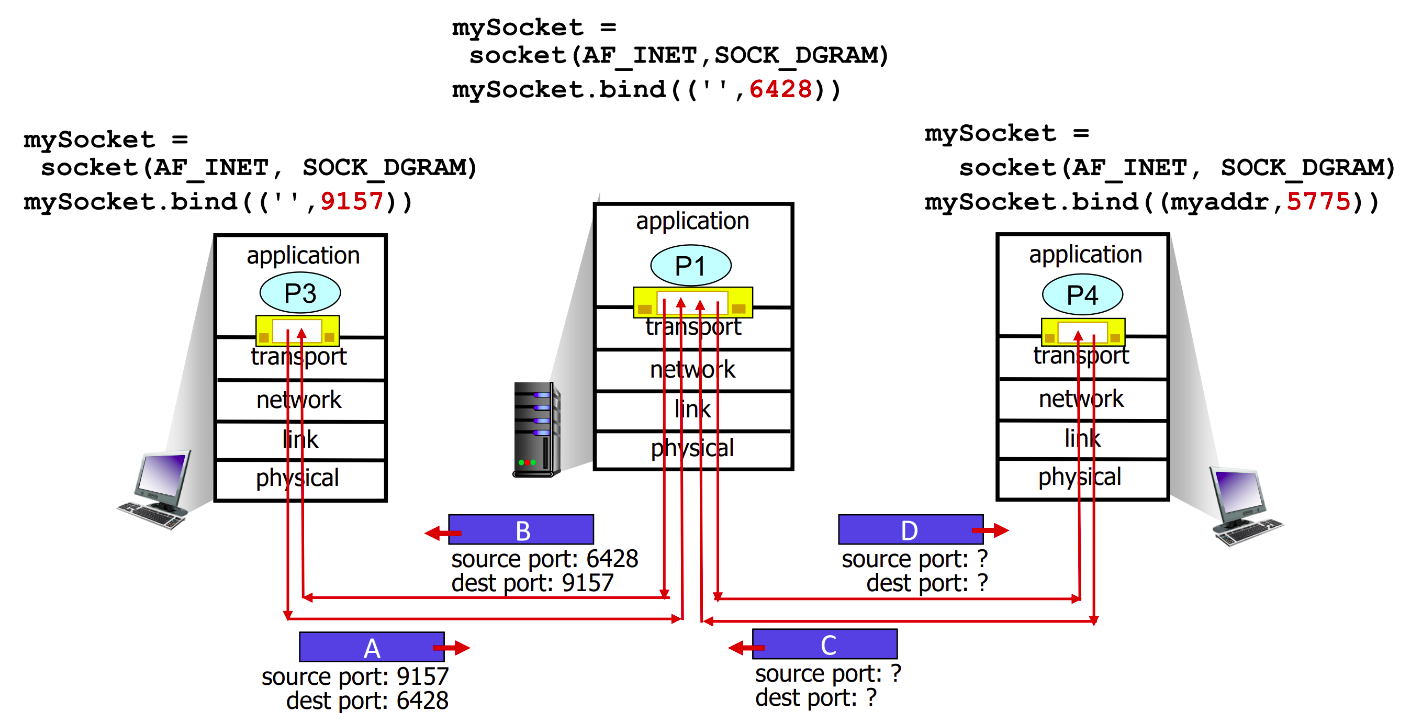 mySocket =
socket(AF_INET,SOCK_DGRAM)
mySocket.bind(('',6428))
mySocket =
socket(AF_INET, SOCK_DGRAM)
mySocket.bind(('',9157))
mySocket =
socket(AF_INET, SOCK_DGRAM)
mySocket.bind((myaddr,5775))
application
P3
transport
network
link
physical
application
P1
transport
network
link
physical
application
P4
transport
network
link
physical
B
source port: 6428
dest port: 9157
D
source port: ?
dest port: ?
A
source port: 9157
dest port: 6428
C
source port: ?
dest port: ?